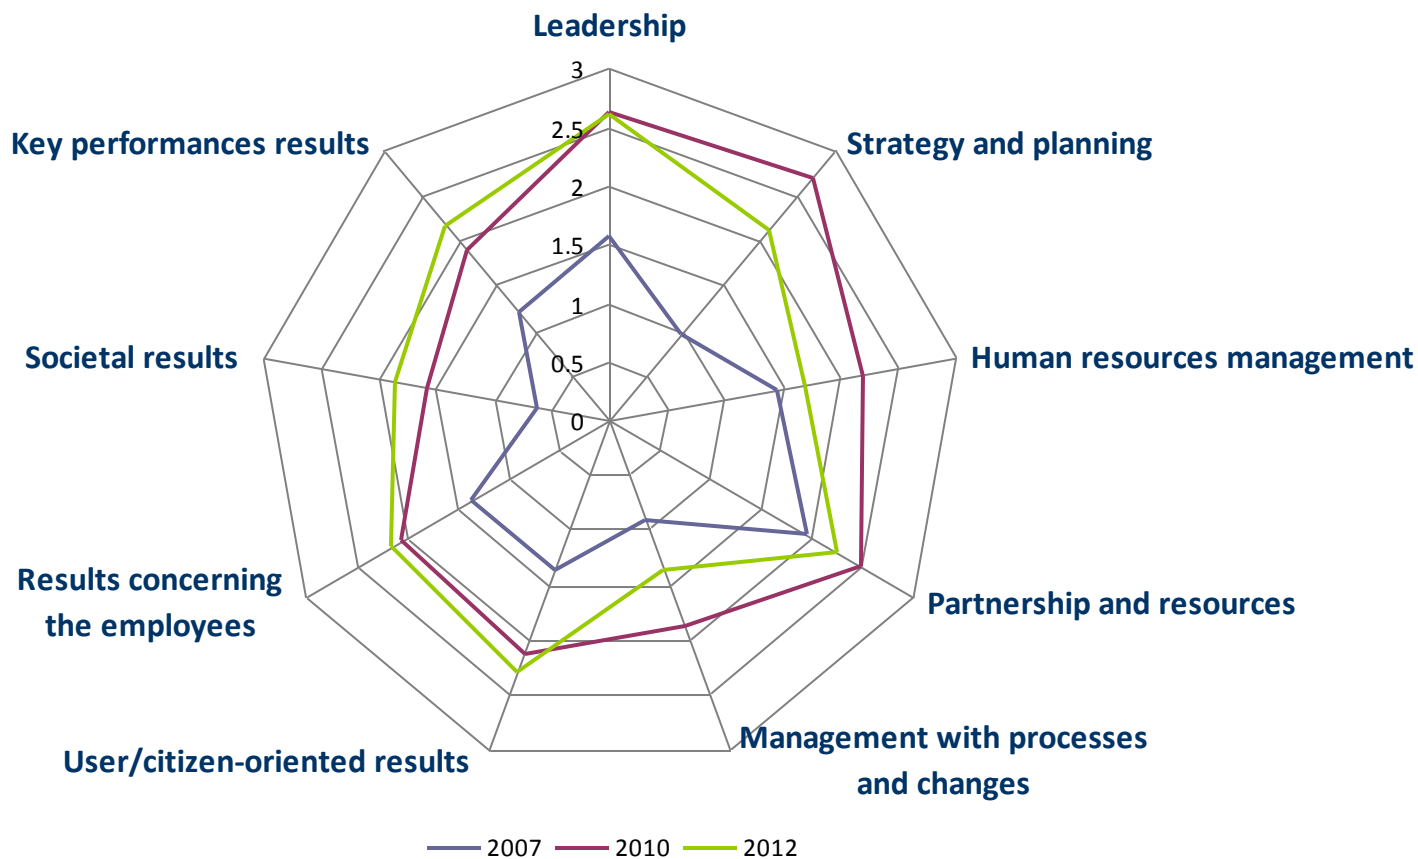 Leadership
3
Key performances results
Strategy and planning
2.5
2
1.5
1
Societal results
Human resources management
0.5
0
Results concerning
the employees
Partnership and resources
Management with processes
and changes
User/citizen-oriented results
2007 2010 2012